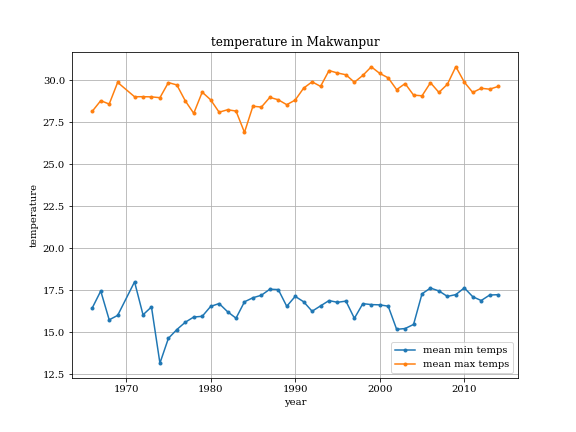 temperature in Makwanpur
temperature
30.0
27.5
25.0
22.5
20.0
17.5
15.0
12.5
mean min temps
mean max temps
1970 1980 1990 2000 2010
year